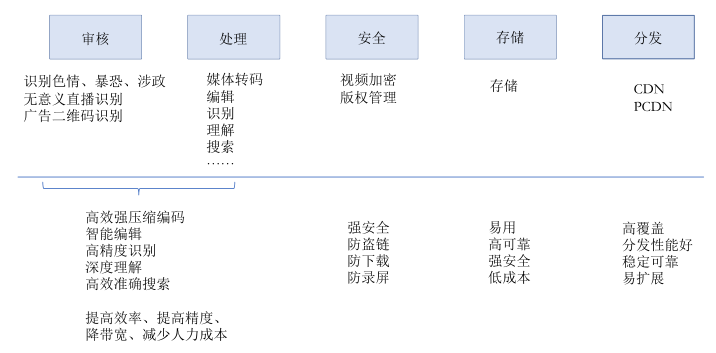 审核
处理
安全
存储
分发
识别色情、暴恐、涉政
无意义直播识别
广告二维码识别
媒体转码
编辑
识别
理解
搜索
……
视频加密
版权管理
存储
CDN
PCDN
高效强压缩编码
智能编辑
高精度识别
深度理解
高效准确搜索
提高效率、提高精度、
降带宽、减少人力成本
强安全
防盗链
防下载
防录屏
易用
高可靠
强安全
低成本
高覆盖
分发性能好
稳定可靠
易扩展